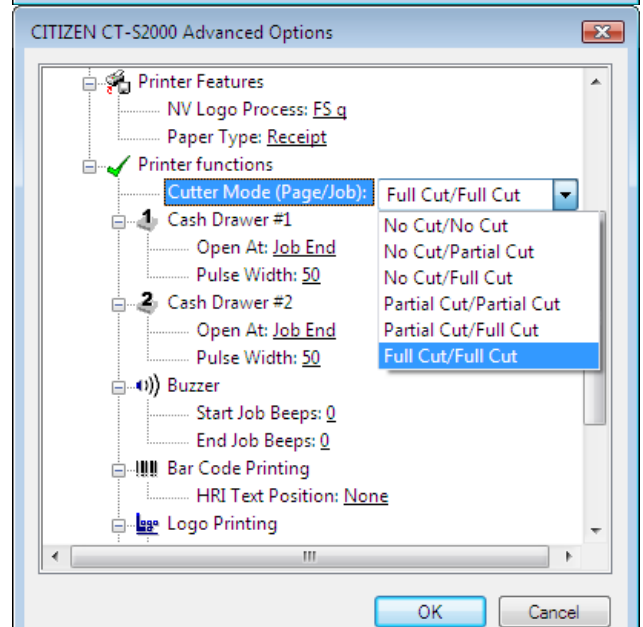 CITIZEN CT-S2000 Advanced Options
Printer Features
NV Logo Process: FS q
Paper Type: Receipt
Printer functions
Cutter Mode (Page/Job): Full Cut/Full Cut
No Cut/No Cut
No Cut/Partial Cut
No Cut/Full Cut
Partial Cut/Partial Cut
Partial Cut/Full Cut
Full Cut/Full Cut
1 Cash Drawer #1
Open At: Job End
Pulse Width: 50
2 Cash Drawer #2
Open At: Job End
Pulse Width: 50
Buzzer
Start Job Beeps: 0
End Job Beeps: 0
Bar Code Printing
HRI Text Position: None
Logo Printing
OK Cancel